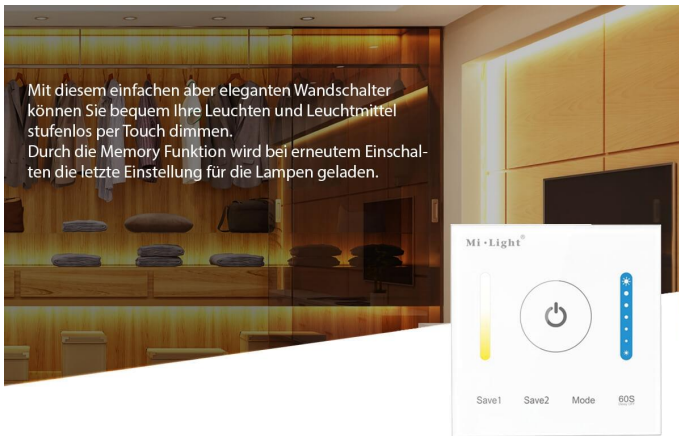 Mit diesem einfachen aber eleganten Wandschalter
können Sie bequem Ihre Leuchten und Leuchtmittel
stufenlos per Touch dimmen.
Durch die Memory Funktion wird bei erneutem Einschal-
ten die letzte Einstellung für die Lampen geladen.
Mi•Light®
Save1 Save2 Mode 60S